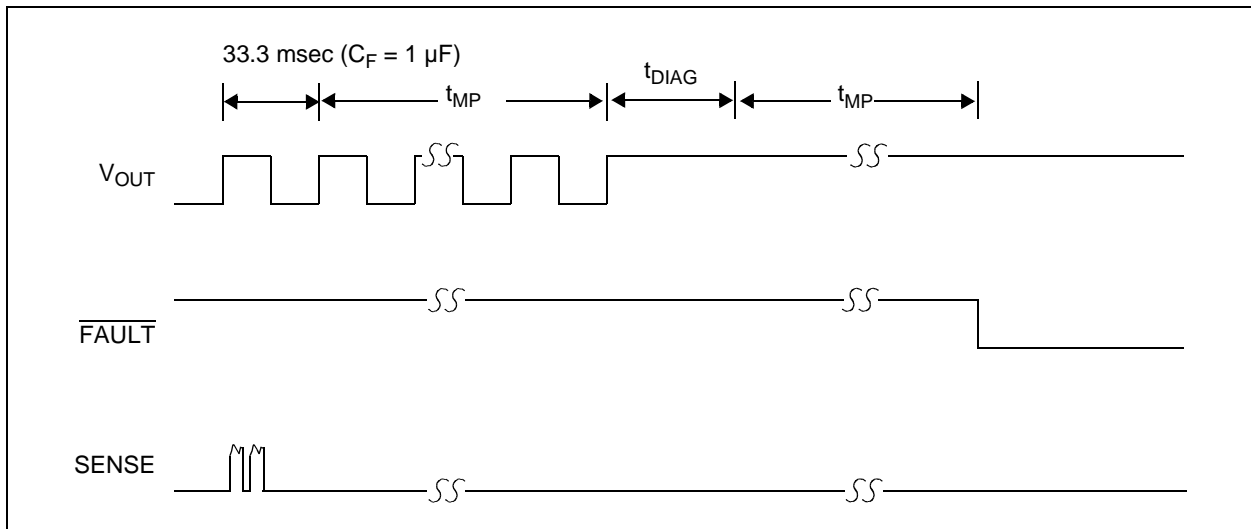 33.3 msec (C_F = 1 µF)
t_MP
t_DIAG
t_MP
V_OUT
FAULT
SENSE